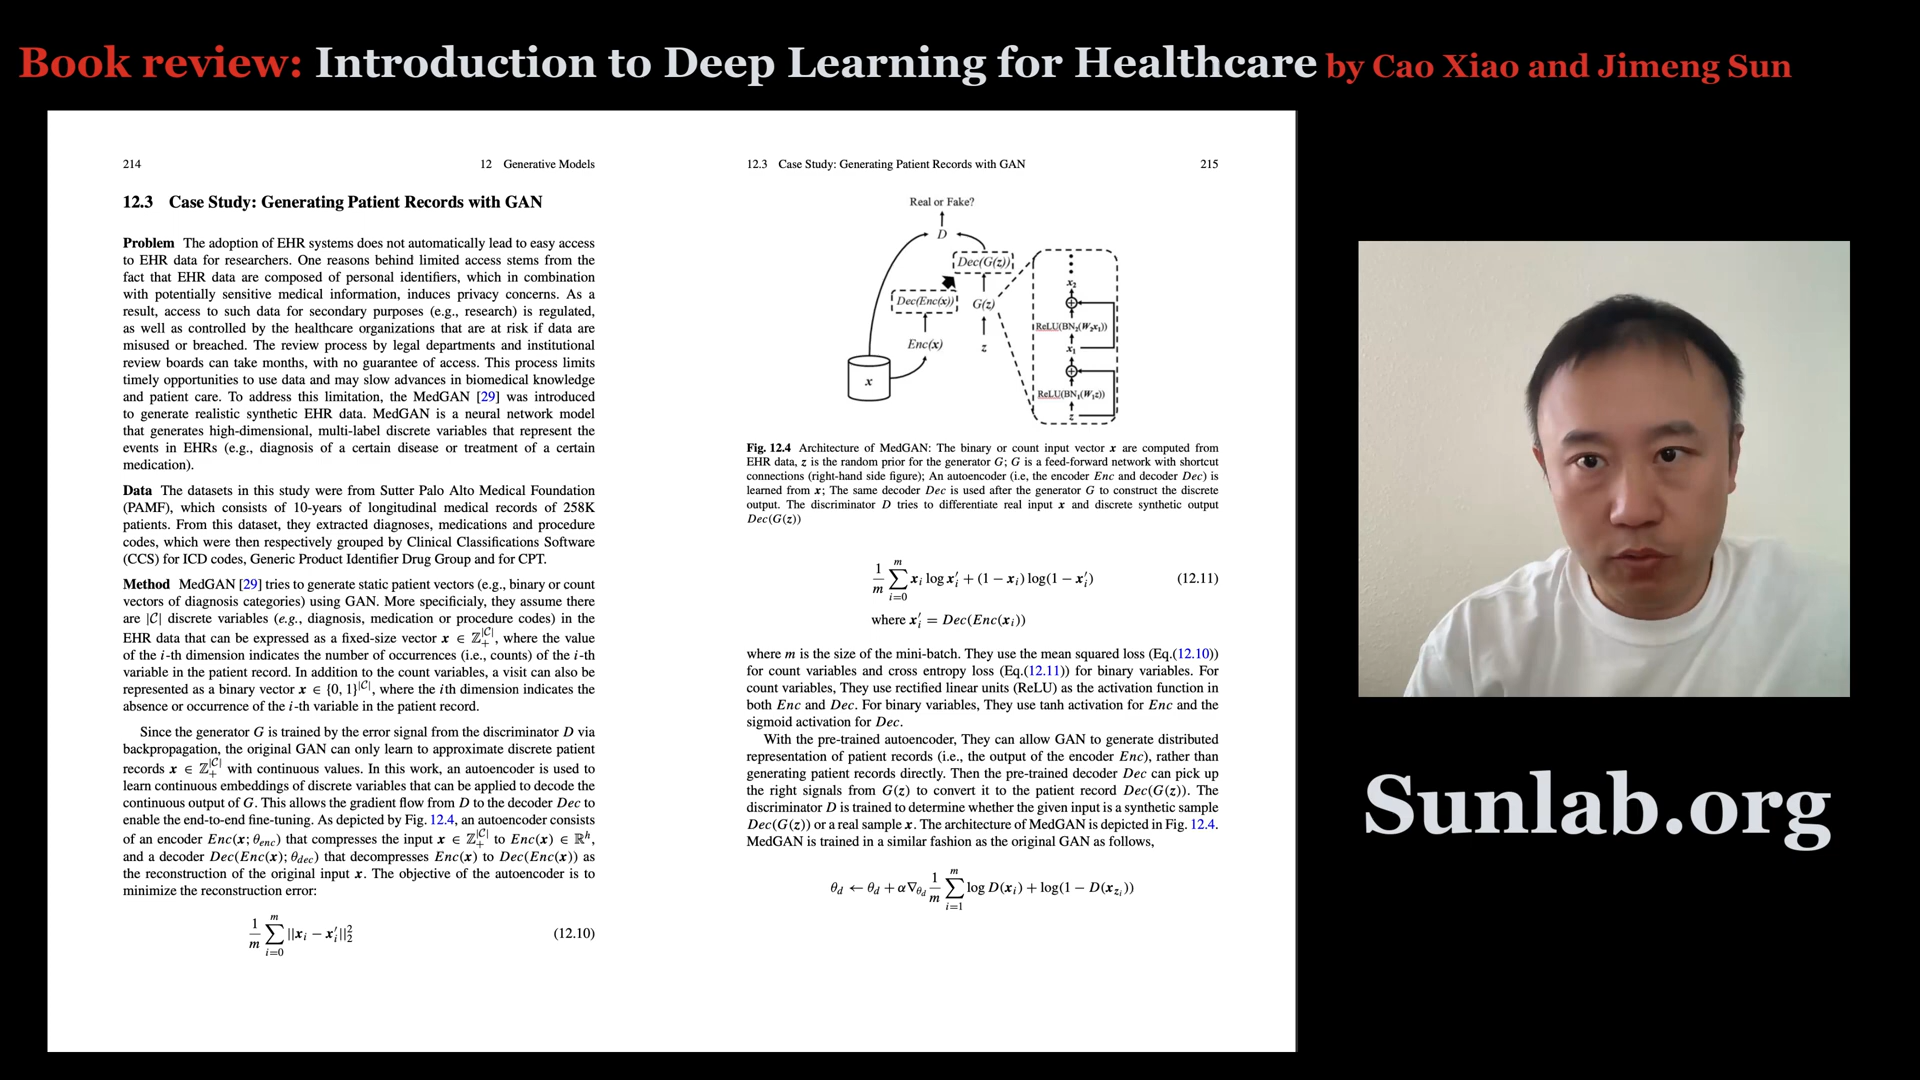 Book review: Introduction to Deep Learning for Healthcare by Cao Xiao and Jimeng Sun
214 12 Generative Models
12.3 Case Study: Generating Patient Records with GAN
Problem The adoption of EHR systems does not automatically lead to easy access
to EHR data for researchers. One reasons behind limited access stems from the
fact that EHR data are composed of personal identifiers, which in combination
with potentially sensitive medical information, induces privacy concerns. As a
result, access to such data for secondary purposes (e.g., research) is regulated,
as well as controlled by the healthcare organizations that are at risk if data are
misused or breached. The review process by legal departments and institutional
review boards can take months, with no guarantee of access. This process limits
timely opportunities to use data and may slow advances in biomedical knowledge
and patient care. To address this limitation, the MedGAN [29] was introduced
to generate realistic synthetic EHR data. MedGAN is a neural network model
that generates high-dimensional, multi-label discrete variables that represent the
events in EHRs (e.g., diagnosis of a certain disease or treatment of a certain
medication).
Data The datasets in this study were from Sutter Palo Alto Medical Foundation
(PAMF), which consists of 10-years of longitudinal medical records of 258K
patients. From this dataset, they extracted diagnoses, medications and procedure
codes, which were then respectively grouped by Clinical Classifications Software
(CCS) for ICD codes, Generic Product Identifier Drug Group and for CPT.
Method MedGAN [29] tries to generate static patient vectors (e.g., binary or count
vectors of diagnosis categories) using GAN. More specificialy, they assume there
are |C| discrete variables (e.g., diagnosis, medication or procedure codes) in the
EHR data that can be expressed as a fixed-size vector x ∈ ℤ₊^|C|, where the value
of the i-th dimension indicates the number of occurrences (i.e., counts) of the i-th
variable in the patient record. In addition to the count variables, a visit can also be
represented as a binary vector x ∈ {0, 1}^|C|, where the ith dimension indicates the
absence or occurrence of the i-th variable in the patient record.
Since the generator G is trained by the error signal from the discriminator D via
backpropagation, the original GAN can only learn to approximate discrete patient
records x ∈ ℤ₊^|C| with continuous values. In this work, an autoencoder is used to
learn continuous embeddings of discrete variables that can be applied to decode the
continuous output of G. This allows the gradient flow from D to the decoder Dec to
enable the end-to-end fine-tuning. As depicted by Fig. 12.4, an autoencoder consists
of an encoder Enc(x; θenc) that compresses the input x ∈ ℤ₊^|C| to Enc(x) ∈ ℝ^h,
and a decoder Dec(Enc(x); θdec) that decompresses Enc(x) to Dec(Enc(x)) as
the reconstruction of the original input x. The objective of the autoencoder is to
minimize the reconstruction error:
1/m ∑_{i=0}^{m} ||xi − x′i||₂² (12.10)
12.3 Case Study: Generating Patient Records with GAN 215
Real or Fake?
D
Dec(G(z))
Dec(Enc(x))
G(z)
Enc(x)
z
x
x₂
ReLU(BN₂(W₂x₁))
x₁
ReLU(BN₁(W₁z))
z
Fig. 12.4 Architecture of MedGAN: The binary or count input vector x are computed from
EHR data, z is the random prior for the generator G; G is a feed-forward network with shortcut
connections (right-hand side figure); An autoencoder (i.e, the encoder Enc and decoder Dec) is
learned from x; The same decoder Dec is used after the generator G to construct the discrete
output. The discriminator D tries to differentiate real input x and discrete synthetic output
Dec(G(z))
1/m ∑_{i=0}^{m} xi log x′i + (1 − xi) log(1 − x′i) (12.11)
where x′i = Dec(Enc(xi))
where m is the size of the mini-batch. They use the mean squared loss (Eq.(12.10))
for count variables and cross entropy loss (Eq.(12.11)) for binary variables. For
count variables, They use rectified linear units (ReLU) as the activation function in
both Enc and Dec. For binary variables, They use tanh activation for Enc and the
sigmoid activation for Dec.
With the pre-trained autoencoder, They can allow GAN to generate distributed
representation of patient records (i.e., the output of the encoder Enc), rather than
generating patient records directly. Then the pre-trained decoder Dec can pick up
the right signals from G(z) to convert it to the patient record Dec(G(z)). The
discriminator D is trained to determine whether the given input is a synthetic sample
Dec(G(z)) or a real sample x. The architecture of MedGAN is depicted in Fig. 12.4.
MedGAN is trained in a similar fashion as the original GAN as follows,
θd ← θd + α∇θd 1/m ∑_{i=1}^{m} log D(xi) + log(1 − D(xzi))
Sunlab.org